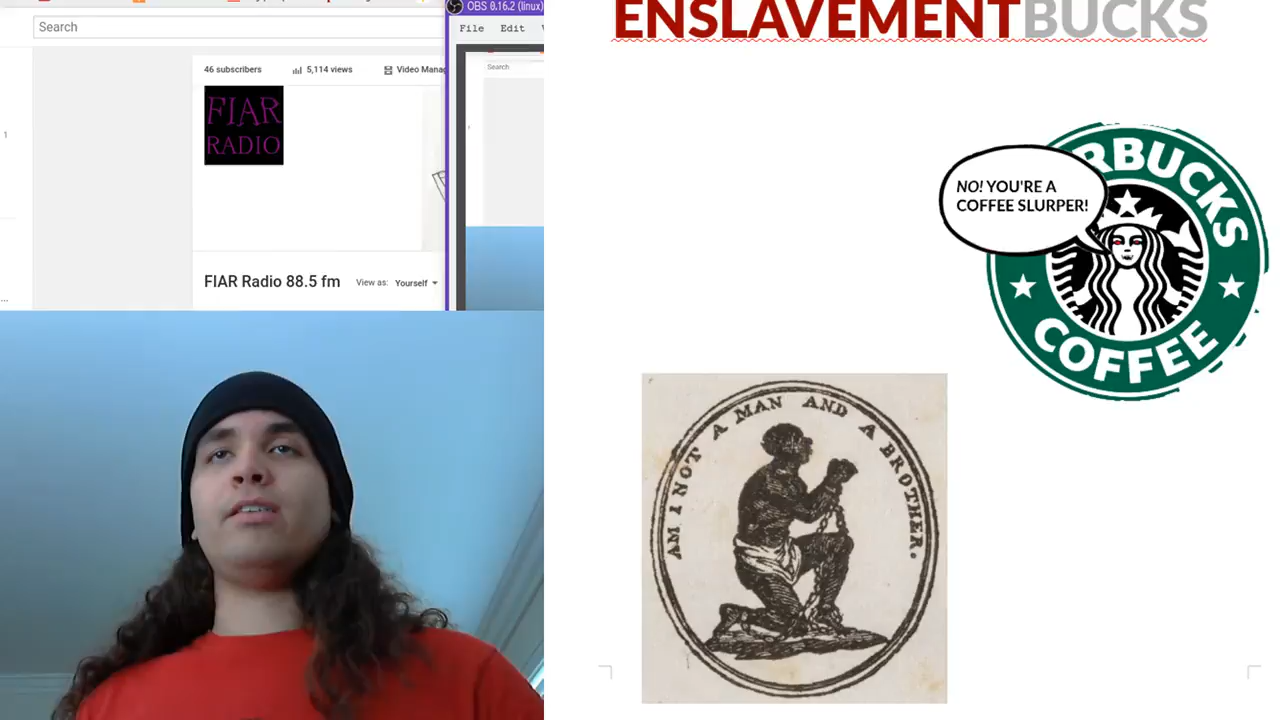 Search
46 subscribers
5,114 views
Video Manag
FIAR
RADIO
FIAR Radio 88.5 fm
View as:
Yourself
1
...
OBS 0.16.2 (linux)
File
Edit
V
Search
ENSLAVEMENTBUCKS
NO! YOU'RE A
COFFEE SLURPER!
RBUCKS
COFFEE
AM I NOT A MAN AND A BROTHER.